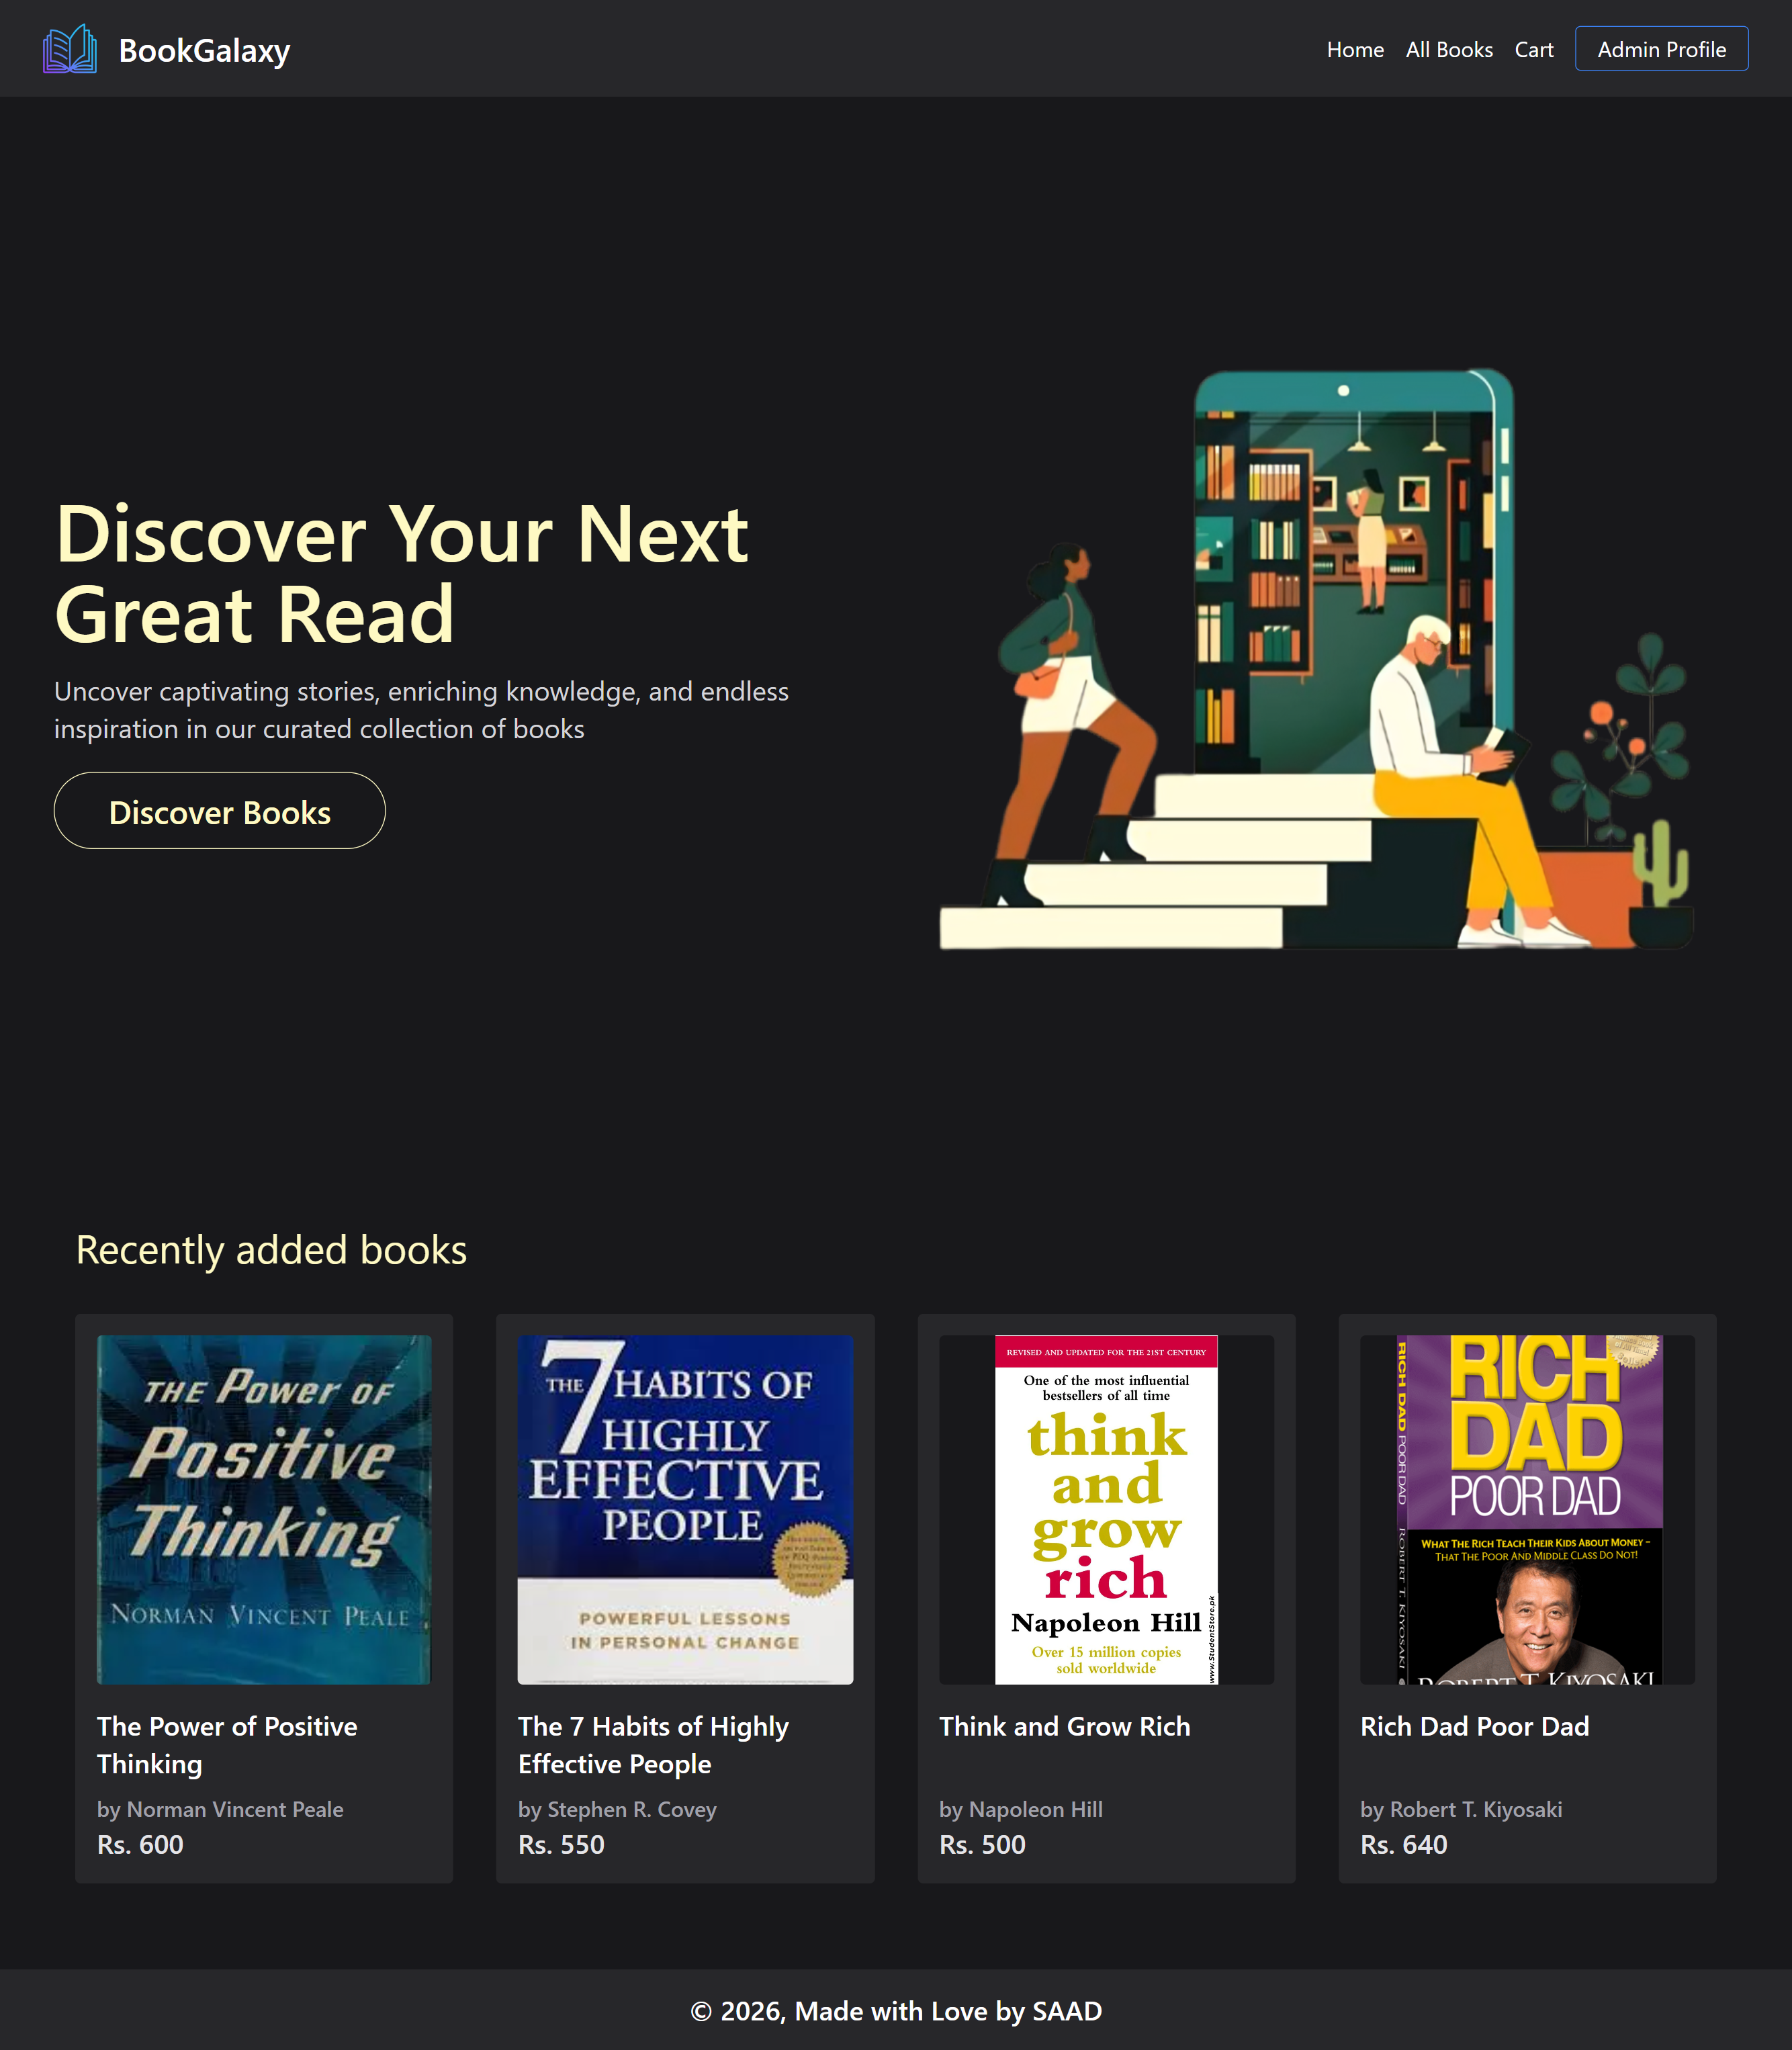 BookGalaxy
Home
All Books
Cart
Admin Profile
Discover Your Next
Great Read
Uncover captivating stories, enriching knowledge, and endless
inspiration in our curated collection of books
Discover Books
Recently added books
THE POWER OF
Positive
Thinking
NORMAN VINCENT PEALE
The Power of Positive
Thinking
by Norman Vincent Peale
Rs. 600
THE 7 HABITS OF
HIGHLY
EFFECTIVE
PEOPLE
POWERFUL LESSONS
IN PERSONAL CHANGE
The 7 Habits of Highly
Effective People
by Stephen R. Covey
Rs. 550
REVISED AND UPDATED FOR THE 21ST CENTURY
One of the most influential
bestsellers of all time
think
and
grow
rich
Napoleon Hill
Over 15 million copies
sold worldwide
www.StudentStore.pk
Think and Grow Rich
by Napoleon Hill
Rs. 500
RICH DAD POOR DAD ROBERT T. KIYOSAKI
RICH
DAD
POOR DAD
WHAT THE RICH TEACH THEIR KIDS ABOUT MONEY –
THAT THE POOR AND MIDDLE CLASS DO NOT!
ROBERT T. KIYOSAKI
Rich Dad Poor Dad
by Robert T. Kiyosaki
Rs. 640
© 2026, Made with Love by SAAD